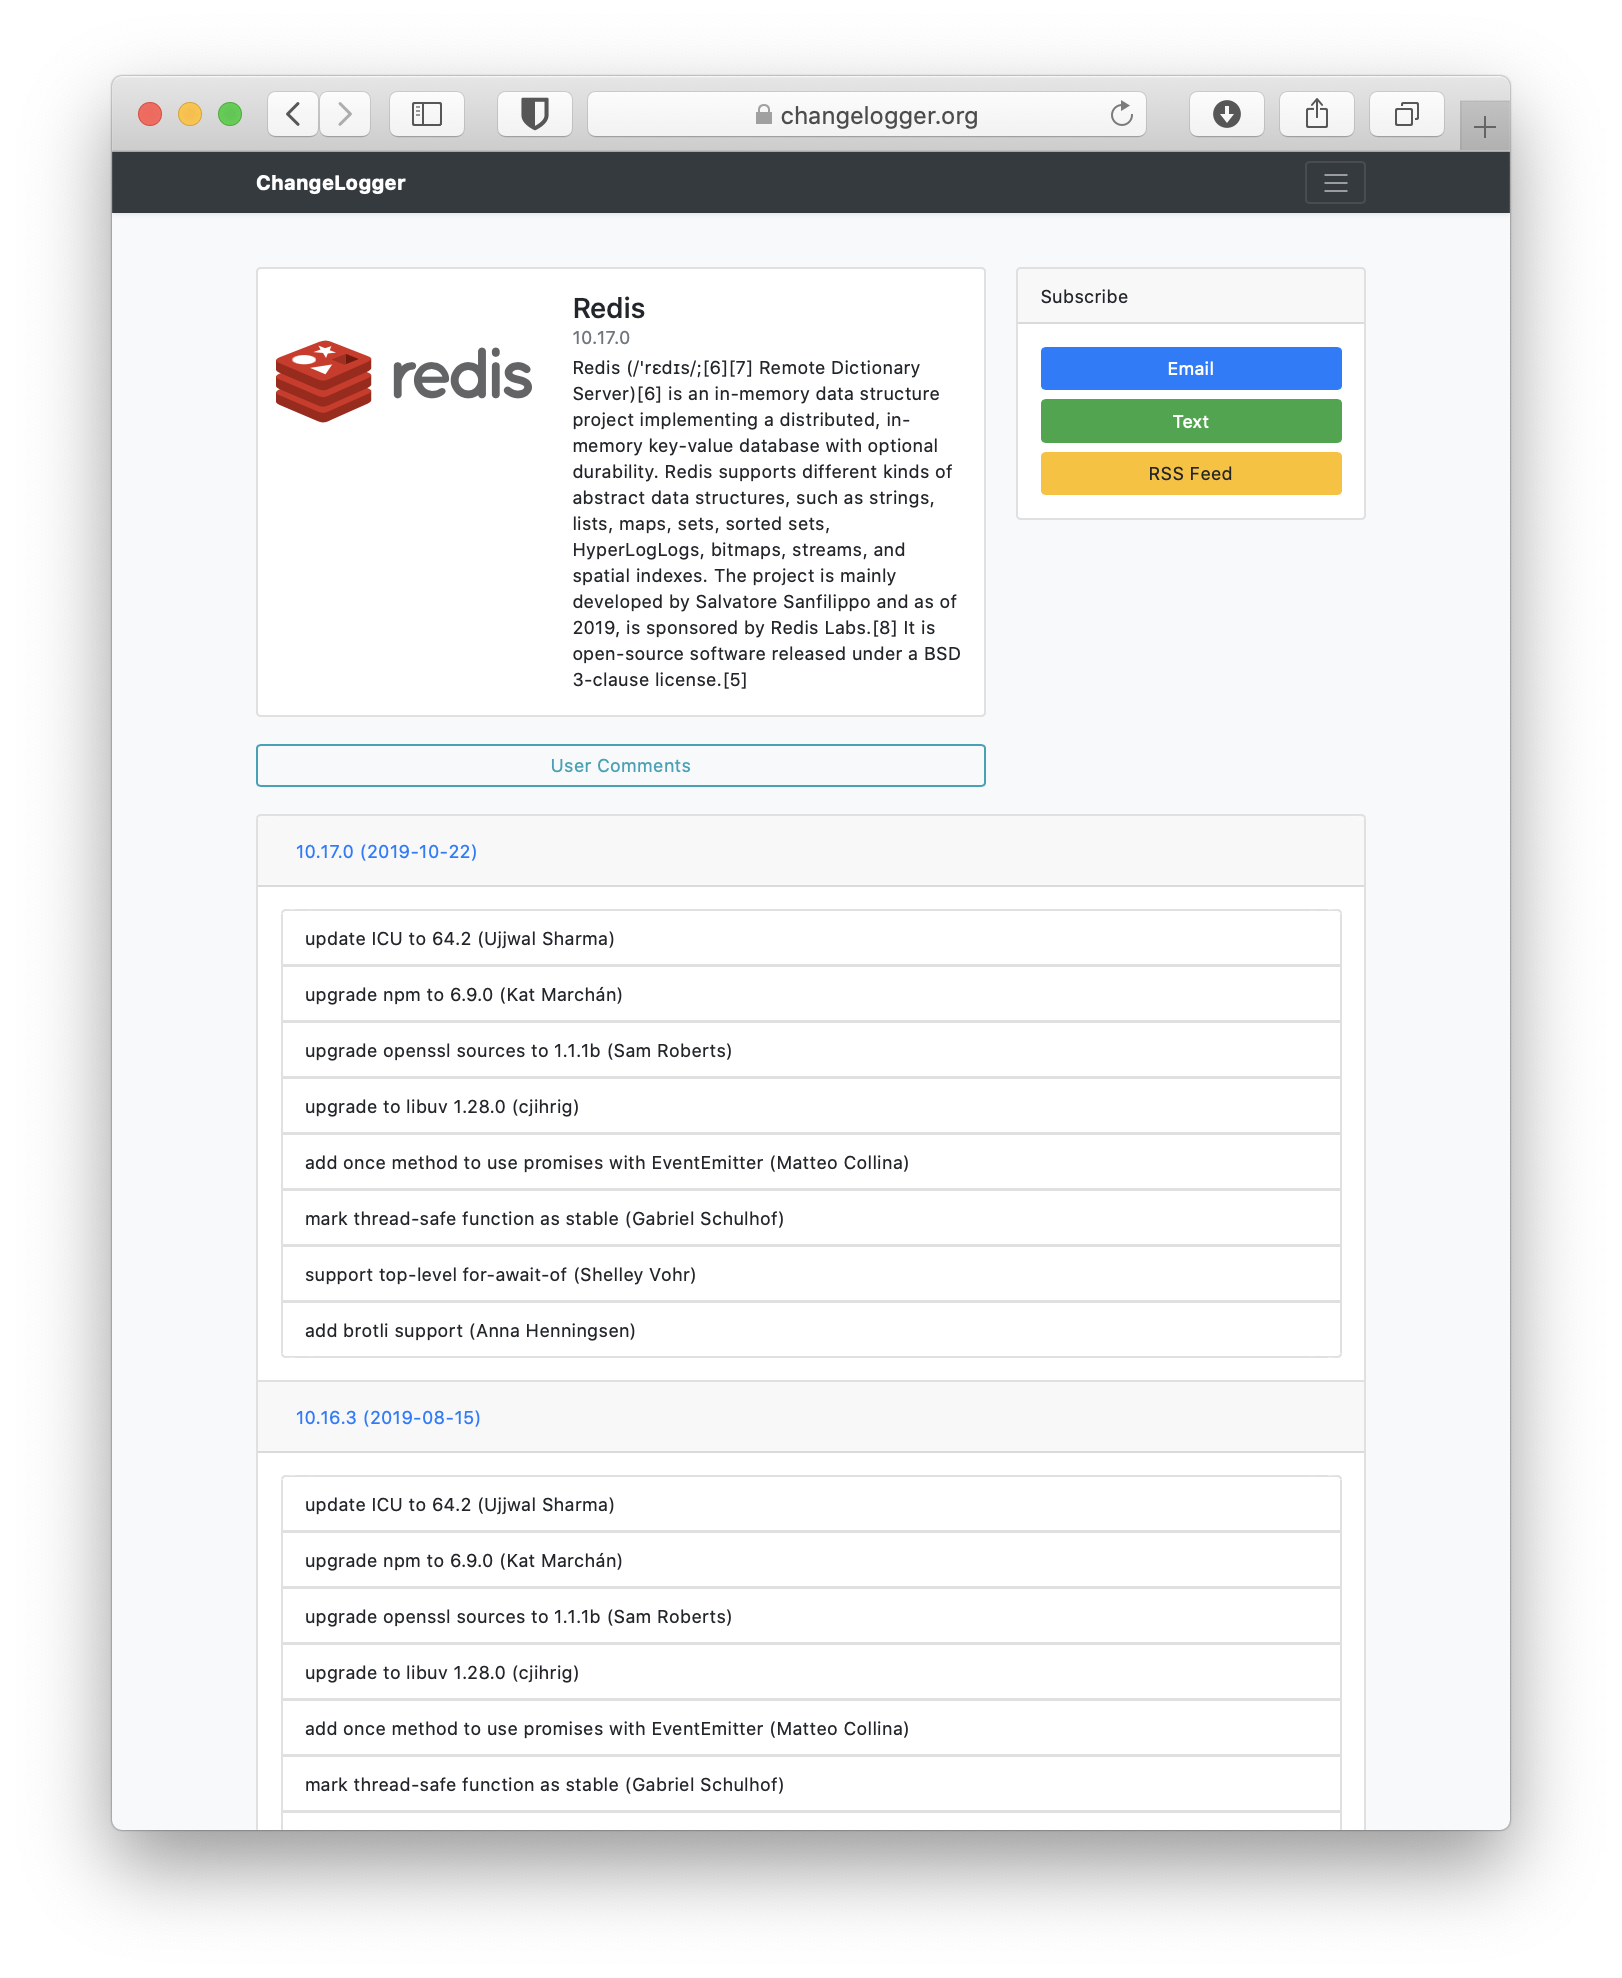 changelogger.org
ChangeLogger
redis
Redis
10.17.0
Redis (/ˈrɛdɪs/;[6][7] Remote Dictionary
Server)[6] is an in-memory data structure
project implementing a distributed, in-
memory key-value database with optional
durability. Redis supports different kinds of
abstract data structures, such as strings,
lists, maps, sets, sorted sets,
HyperLogLogs, bitmaps, streams, and
spatial indexes. The project is mainly
developed by Salvatore Sanfilippo and as of
2019, is sponsored by Redis Labs.[8] It is
open-source software released under a BSD
3-clause license.[5]
Subscribe
Email
Text
RSS Feed
User Comments
10.17.0 (2019-10-22)
update ICU to 64.2 (Ujjwal Sharma)
upgrade npm to 6.9.0 (Kat Marchán)
upgrade openssl sources to 1.1.1b (Sam Roberts)
upgrade to libuv 1.28.0 (cjihrig)
add once method to use promises with EventEmitter (Matteo Collina)
mark thread-safe function as stable (Gabriel Schulhof)
support top-level for-await-of (Shelley Vohr)
add brotli support (Anna Henningsen)
10.16.3 (2019-08-15)
update ICU to 64.2 (Ujjwal Sharma)
upgrade npm to 6.9.0 (Kat Marchán)
upgrade openssl sources to 1.1.1b (Sam Roberts)
upgrade to libuv 1.28.0 (cjihrig)
add once method to use promises with EventEmitter (Matteo Collina)
mark thread-safe function as stable (Gabriel Schulhof)